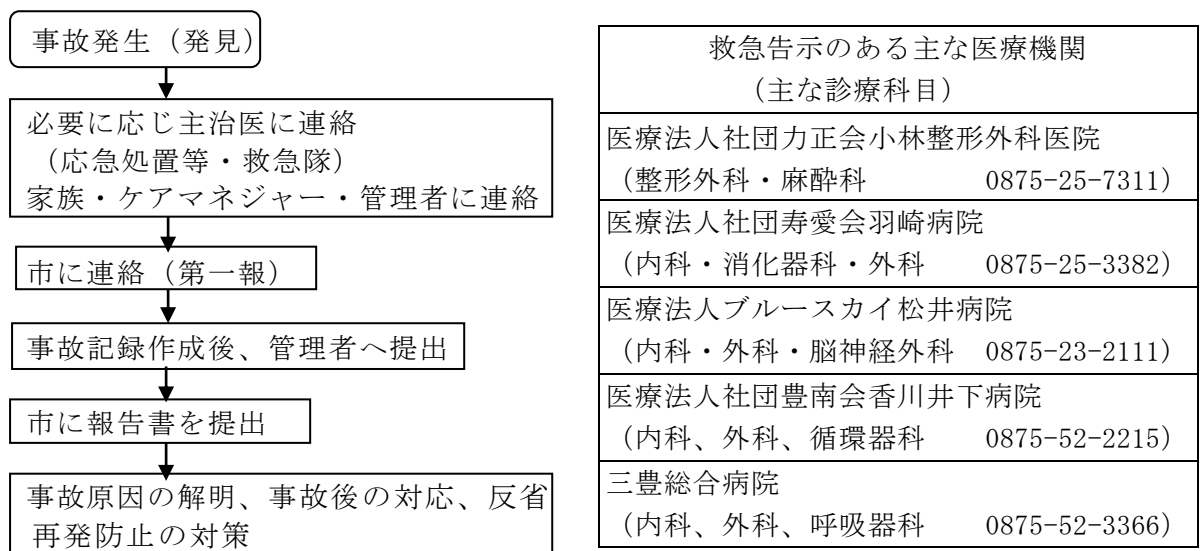 事故発生（発見）
必要に応じ主治医に連絡
（応急処置等・救急隊）
家族・ケアマネジャー・管理者に連絡
市に連絡（第一報）
事故記録作成後、管理者へ提出
市に報告書を提出
事故原因の解明、事故後の対応、反省
再発防止の対策
救急告示のある主な医療機関
（主な診療科目）
医療法人社団力正会小林整形外科医院
（整形外科・麻酔科　0875-25-7311）
医療法人社団寿愛会羽崎病院
（内科・消化器科・外科　0875-25-3382）
医療法人ブルースカイ松井病院
（内科・外科・脳神経外科　0875-23-2111）
医療法人社団豊南会香川井下病院
（内科、外科、循環器科　0875-52-2215）
三豊総合病院
（内科、外科、呼吸器科　0875-52-3366）